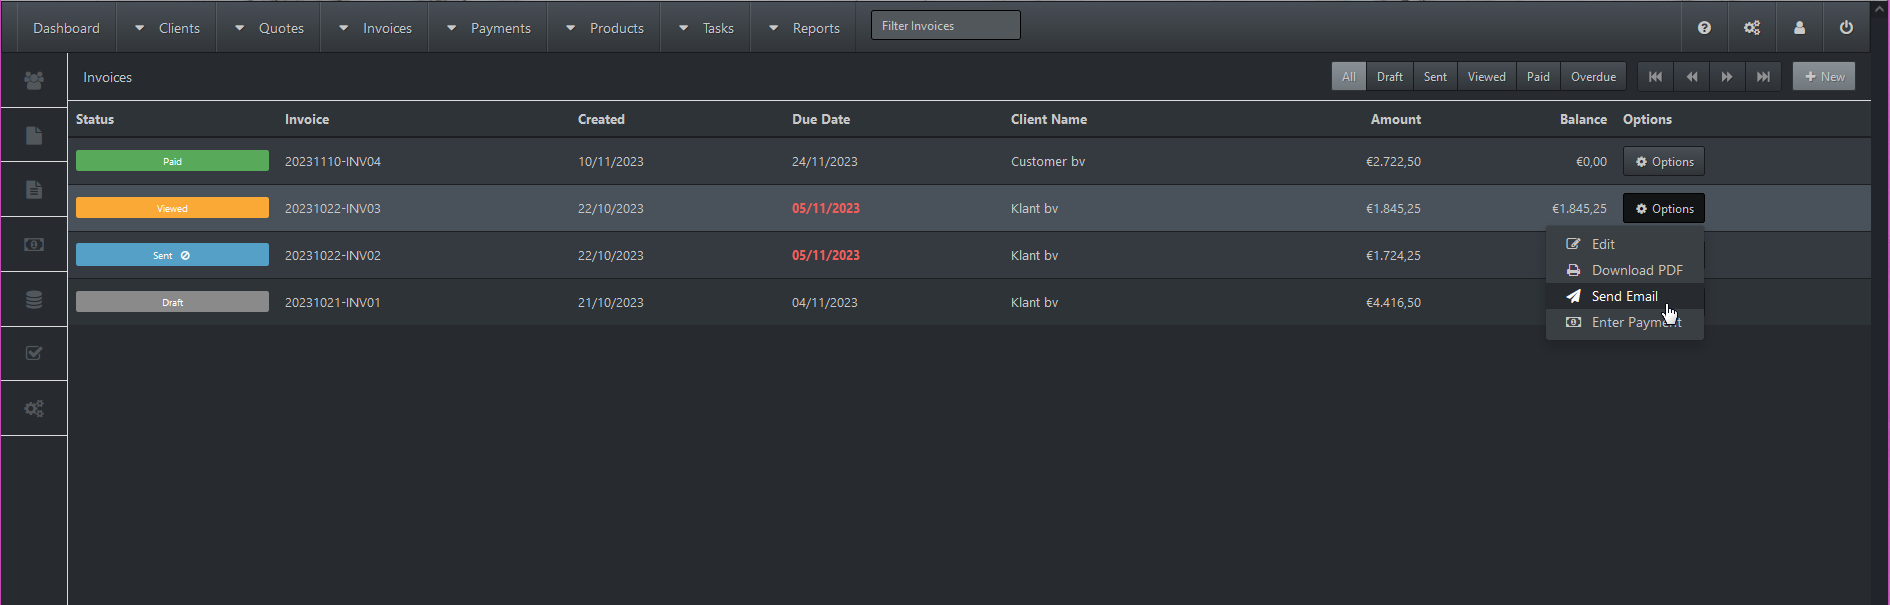 Dashboard Clients Quotes Invoices Payments Products Tasks Reports Filter Invoices
Invoices All Draft Sent Viewed Paid Overdue New
Status Invoice Created Due Date Client Name Amount Balance Options
Paid 20231110-INV04 10/11/2023 24/11/2023 Customer bv €2.722,50 €0,00 Options
Viewed 20231022-INV03 22/10/2023 05/11/2023 Klant bv €1.845,25 €1.845,25 Options
Sent 20231022-INV02 22/10/2023 05/11/2023 Klant bv €1.724,25
Draft 20231021-INV01 21/10/2023 04/11/2023 Klant bv €4.416,50
Edit
Download PDF
Send Email
Enter Payment